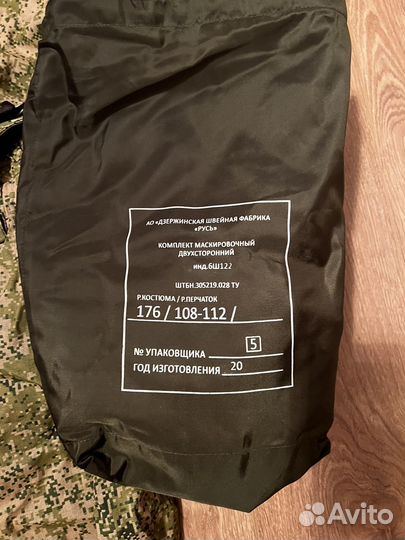 АО «ДЗЕРЖИНСКАЯ ШВЕЙНАЯ ФАБРИКА
«РУСЬ»
КОМПЛЕКТ МАСКИРОВОЧНЫЙ
ДВУХСТОРОННИЙ
инд.6Ш122
ШТБН.305219.028 ТУ
Р.КОСТЮМА / Р.ПЕРЧАТОК
176 / 108-112 /
№ УПАКОВЩИКА 5
ГОД ИЗГОТОВЛЕНИЯ 20
Avito